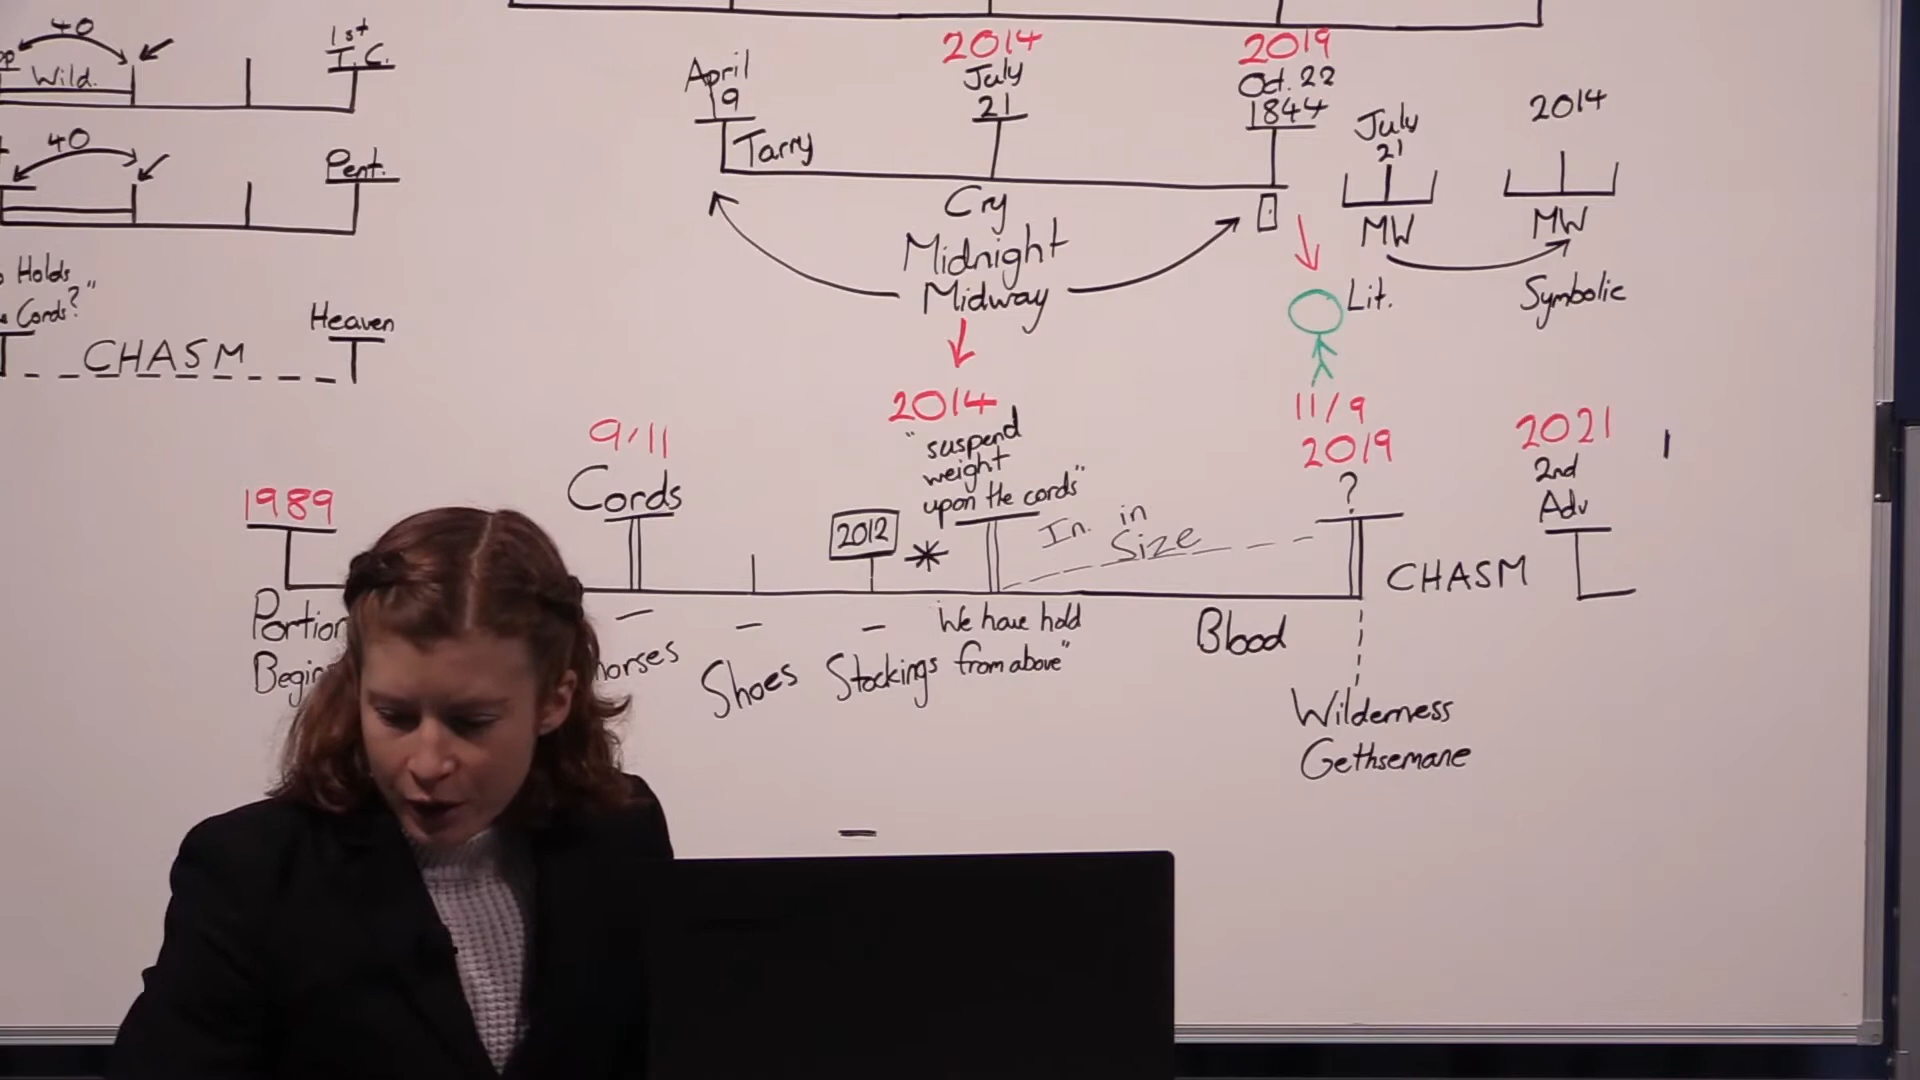 40
Wild.
1st
T.C.
40
Pent.
Holds
Cords?"
CHASM
Heaven
April
19
Tarry
2014
July
21
Cry
Midnight
Midway
2019
Oct. 22
1844
July
21
MW
2014
MW
Symbolic
Lit.
1989
Portion
Begin
9/11
Cords
horses
Shoes
2012
Stockings
2014
"suspend
weight
upon the cords"
We have hold
from above"
In. in
Size
Blood
11/9
2019
?
CHASM
Wilderness
Gethsemane
2021
2nd
Adv